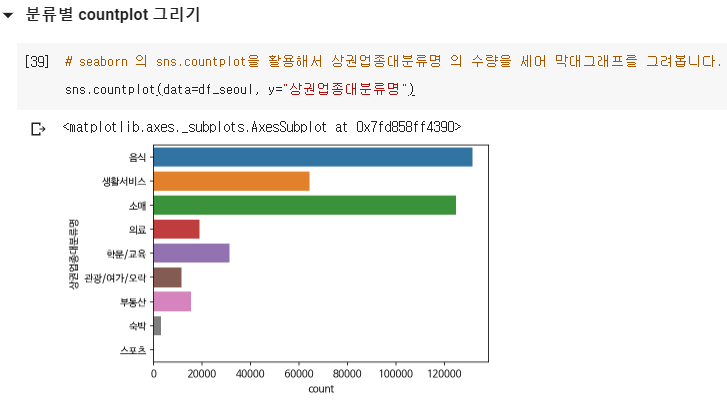 분류별 countplot 그리기
[39] # seaborn 의 sns.countplot을 활용해서 상권업종대분류명 의 수량을 세어 막대그래프를 그려봅니다.
sns.countplot(data=df_seoul, y="상권업종대분류명")
<matplotlib.axes._subplots.AxesSubplot at 0x7fd858ff4390>
상권업종대분류명
음식
생활서비스
소매
의료
학문/교육
관광/여가/오락
부동산
숙박
스포츠
0 20000 40000 60000 80000 100000 120000
count